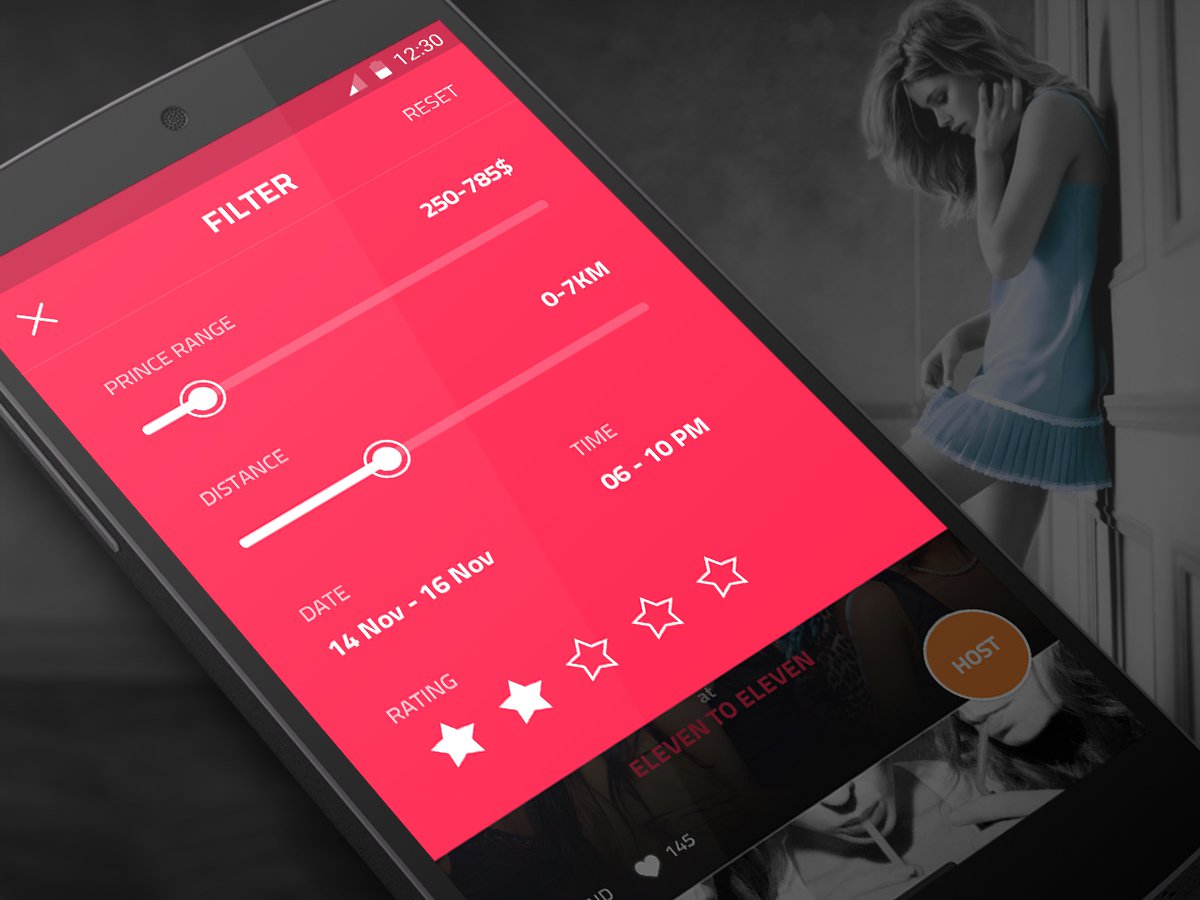 12:30
RESET
FILTER
PRINCE RANGE
250-785$
DISTANCE
0-7KM
DATE
14 Nov - 16 Nov
TIME
06 - 10 PM
RATING
at
ELEVEN TO ELEVEN
HOST
145